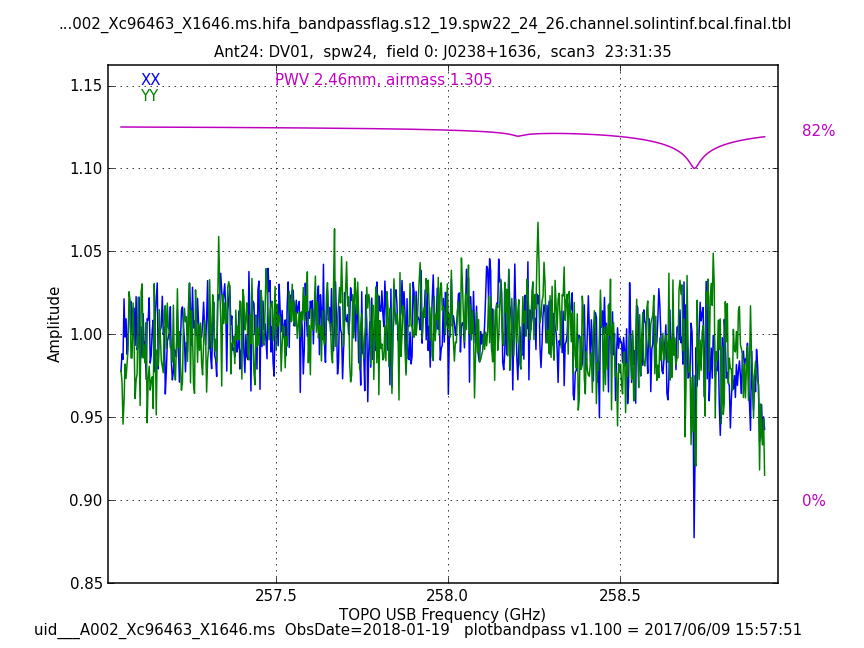 ...002_Xc96463_X1646.ms.hifa_bandpassflag.s12_19.spw22_24_26.channel.solintinf.bcal.final.tbl
Ant24: DV01,  spw24,  field 0: J0238+1636,  scan3  23:31:35
XX
YY
PWV 2.46mm, airmass 1.305
1.15
1.10
1.05
1.00
0.95
0.90
0.85
Amplitude
82%
0%
257.5
258.0
258.5
TOPO USB Frequency (GHz)
uid___A002_Xc96463_X1646.ms  ObsDate=2018-01-19   plotbandpass v1.100 = 2017/06/09 15:57:51